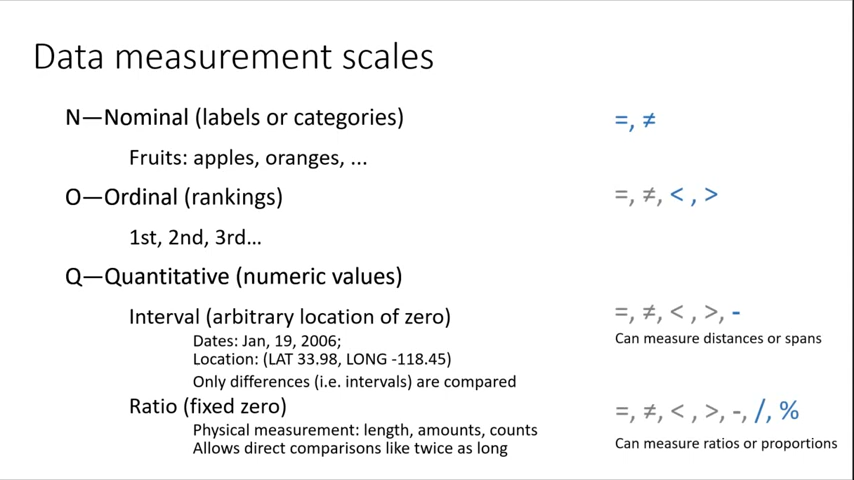 Data measurement scales
N—Nominal (labels or categories)
=, ≠
Fruits: apples, oranges, ...
O—Ordinal (rankings)
=, ≠, < , >
1st, 2nd, 3rd...
Q—Quantitative (numeric values)
Interval (arbitrary location of zero)
=, ≠, < , >, -
Dates: Jan, 19, 2006;
Can measure distances or spans
Location: (LAT 33.98, LONG -118.45)
Only differences (i.e. intervals) are compared
Ratio (fixed zero)
=, ≠, < , >, -, /, %
Physical measurement: length, amounts, counts
Can measure ratios or proportions
Allows direct comparisons like twice as long